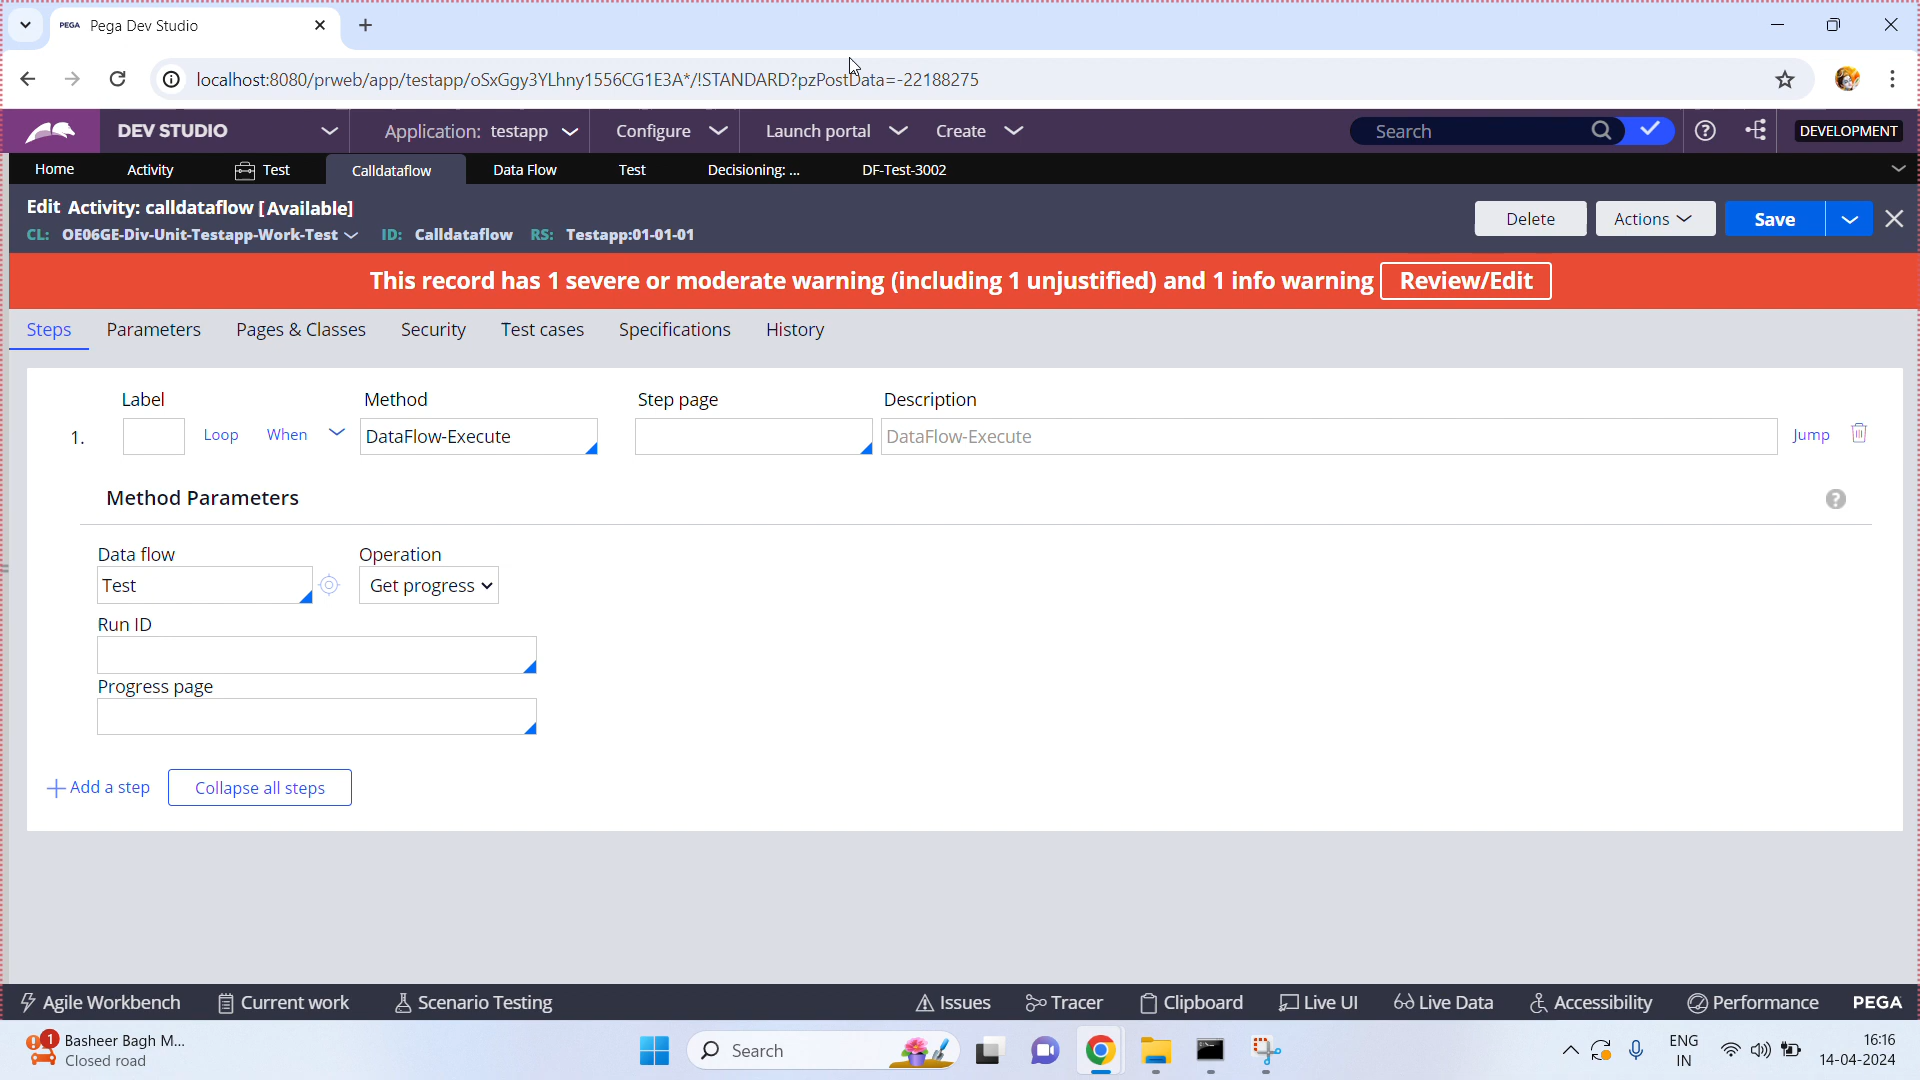 PEGA Pega Dev Studio
localhost:8080/prweb/app/testapp/oSxGgy3YLhny1556CG1E3A*/!STANDARD?pzPostData=-22188275
DEV STUDIO Application: testapp Configure Launch portal Create Search DEVELOPMENT
Home Activity Test Calldataflow Data Flow Test Decisioning: ... DF-Test-3002
Edit Activity: calldataflow [Available]
Delete Actions Save
CL: OE06GE-Div-Unit-Testapp-Work-Test ID: Calldataflow RS: Testapp:01-01-01
This record has 1 severe or moderate warning (including 1 unjustified) and 1 info warning Review/Edit
Steps Parameters Pages & Classes Security Test cases Specifications History
Label Method Step page Description
1. Loop When DataFlow-Execute DataFlow-Execute Jump
Method Parameters ?
Data flow Operation
Test Get progress
Run ID
Progress page
Add a step Collapse all steps
Agile Workbench Current work Scenario Testing Issues Tracer Clipboard Live UI Live Data Accessibility Performance PEGA
1 Basheer Bagh M...
Closed road
Search
ENG
IN
16:16
14-04-2024